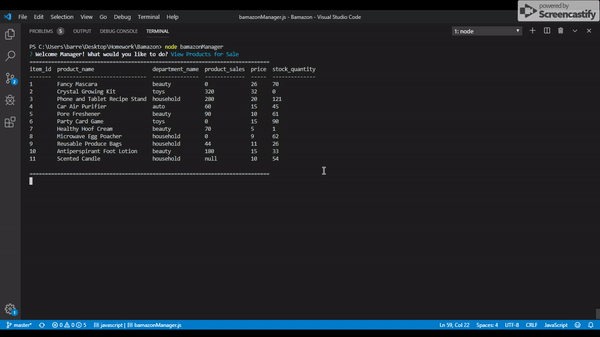 File Edit Selection View Go Debug Terminal Help
bamazonManager.js - Bamazon - Visual Studio Code
powered by
Screencastify
PROBLEMS 5 OUTPUT DEBUG CONSOLE TERMINAL
1: node
PS C:\Users\barre\Desktop\Homework\Bamazon> node bamazonManager
? Welcome Manager! What would you like to do? View Products for Sale
item_id product_name department_name product_sales price stock_quantity
1 Fancy Mascara beauty 0 26 70
2 Crystal Growing Kit toys 320 32 0
3 Phone and Tablet Recipe Stand household 280 20 121
4 Car Air Purifier auto 60 15 45
5 Pore Freshener beauty 90 10 61
6 Party Card Game toys 0 15 90
7 Healthy Hoof Cream beauty 70 5 1
8 Microwave Egg Poacher household 0 9 62
9 Reusable Produce Bags household 44 11 26
10 Antiperspirant Foot Lotion beauty 180 15 33
11 Scented Candle household null 10 54
master* 0 0 5 javascript | bamazonManager.js Ln 59, Col 22 Spaces: 4 UTF-8 CRLF JavaScript